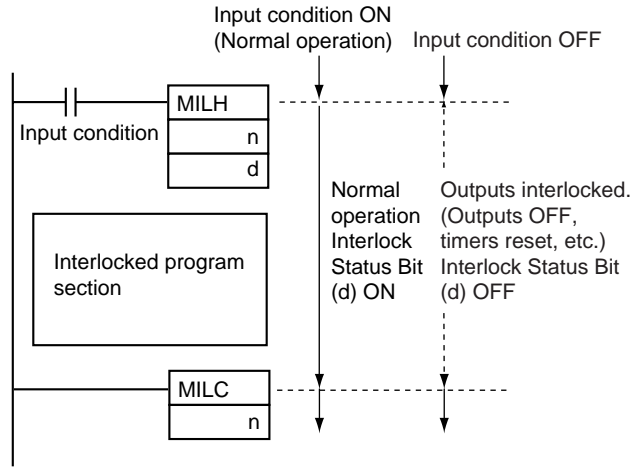 Input condition ON
(Normal operation)
Input condition OFF
MILH
Input condition
n
d
Normal
operation
Interlock
Status Bit
(d) ON
Outputs interlocked.
(Outputs OFF,
timers reset, etc.)
Interlock Status Bit
(d) OFF
Interlocked program
section
MILC
n